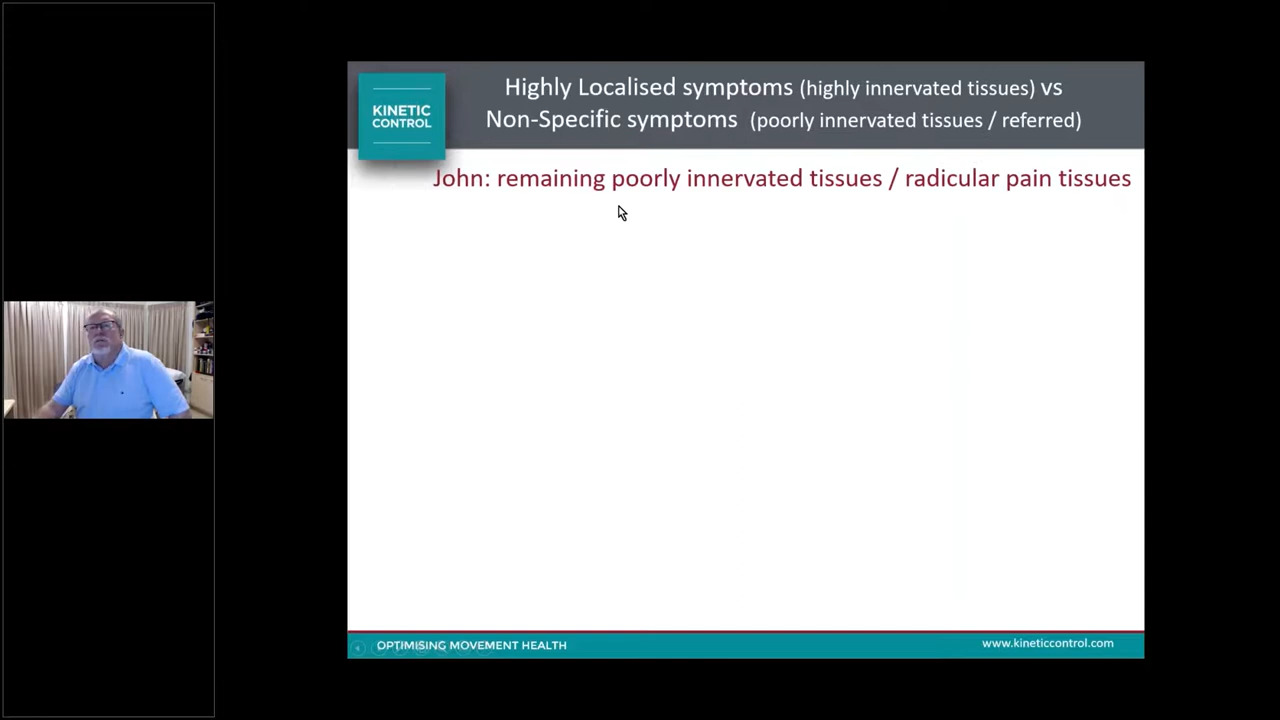 KINETIC
CONTROL
Highly Localised symptoms (highly innervated tissues) vs
Non-Specific symptoms (poorly innervated tissues / referred)
John: remaining poorly innervated tissues / radicular pain tissues
OPTIMISING MOVEMENT HEALTH
www.kineticcontrol.com